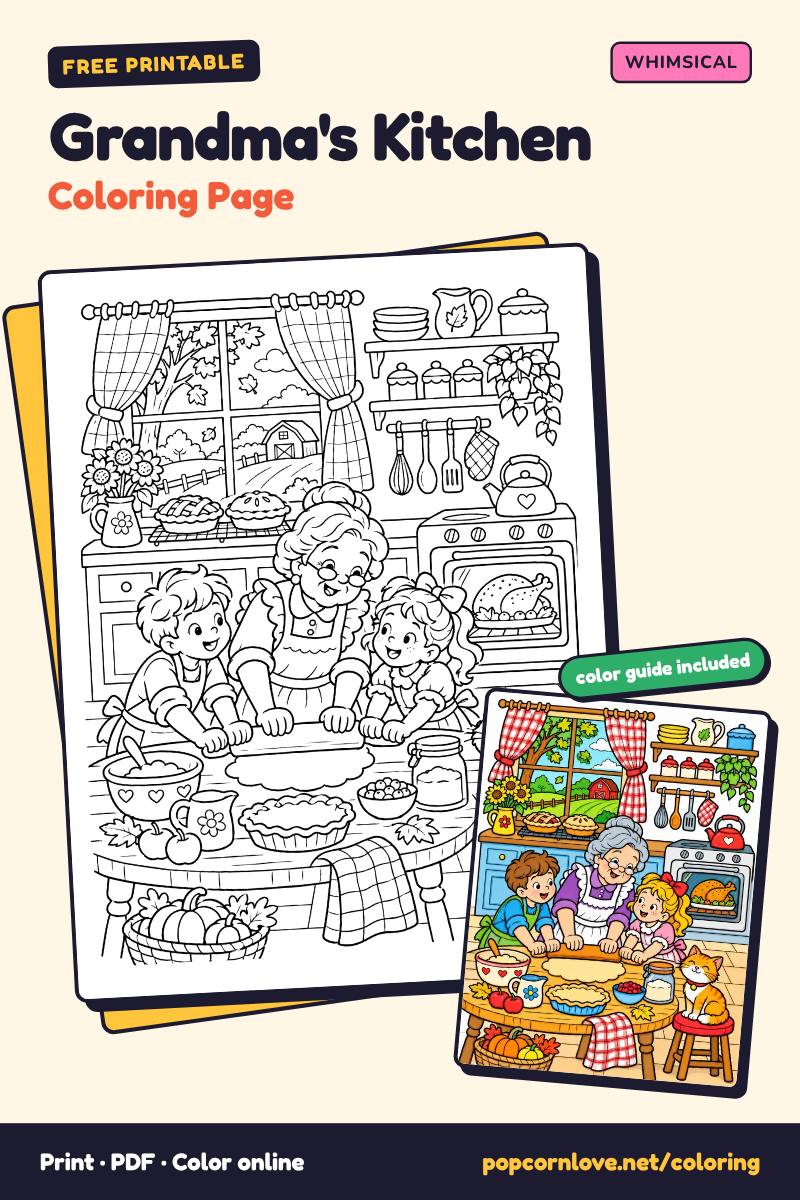 FREE PRINTABLE
WHIMSICAL
Grandma's Kitchen
Coloring Page
color guide included
Print · PDF · Color online
popcornlove.net/coloring